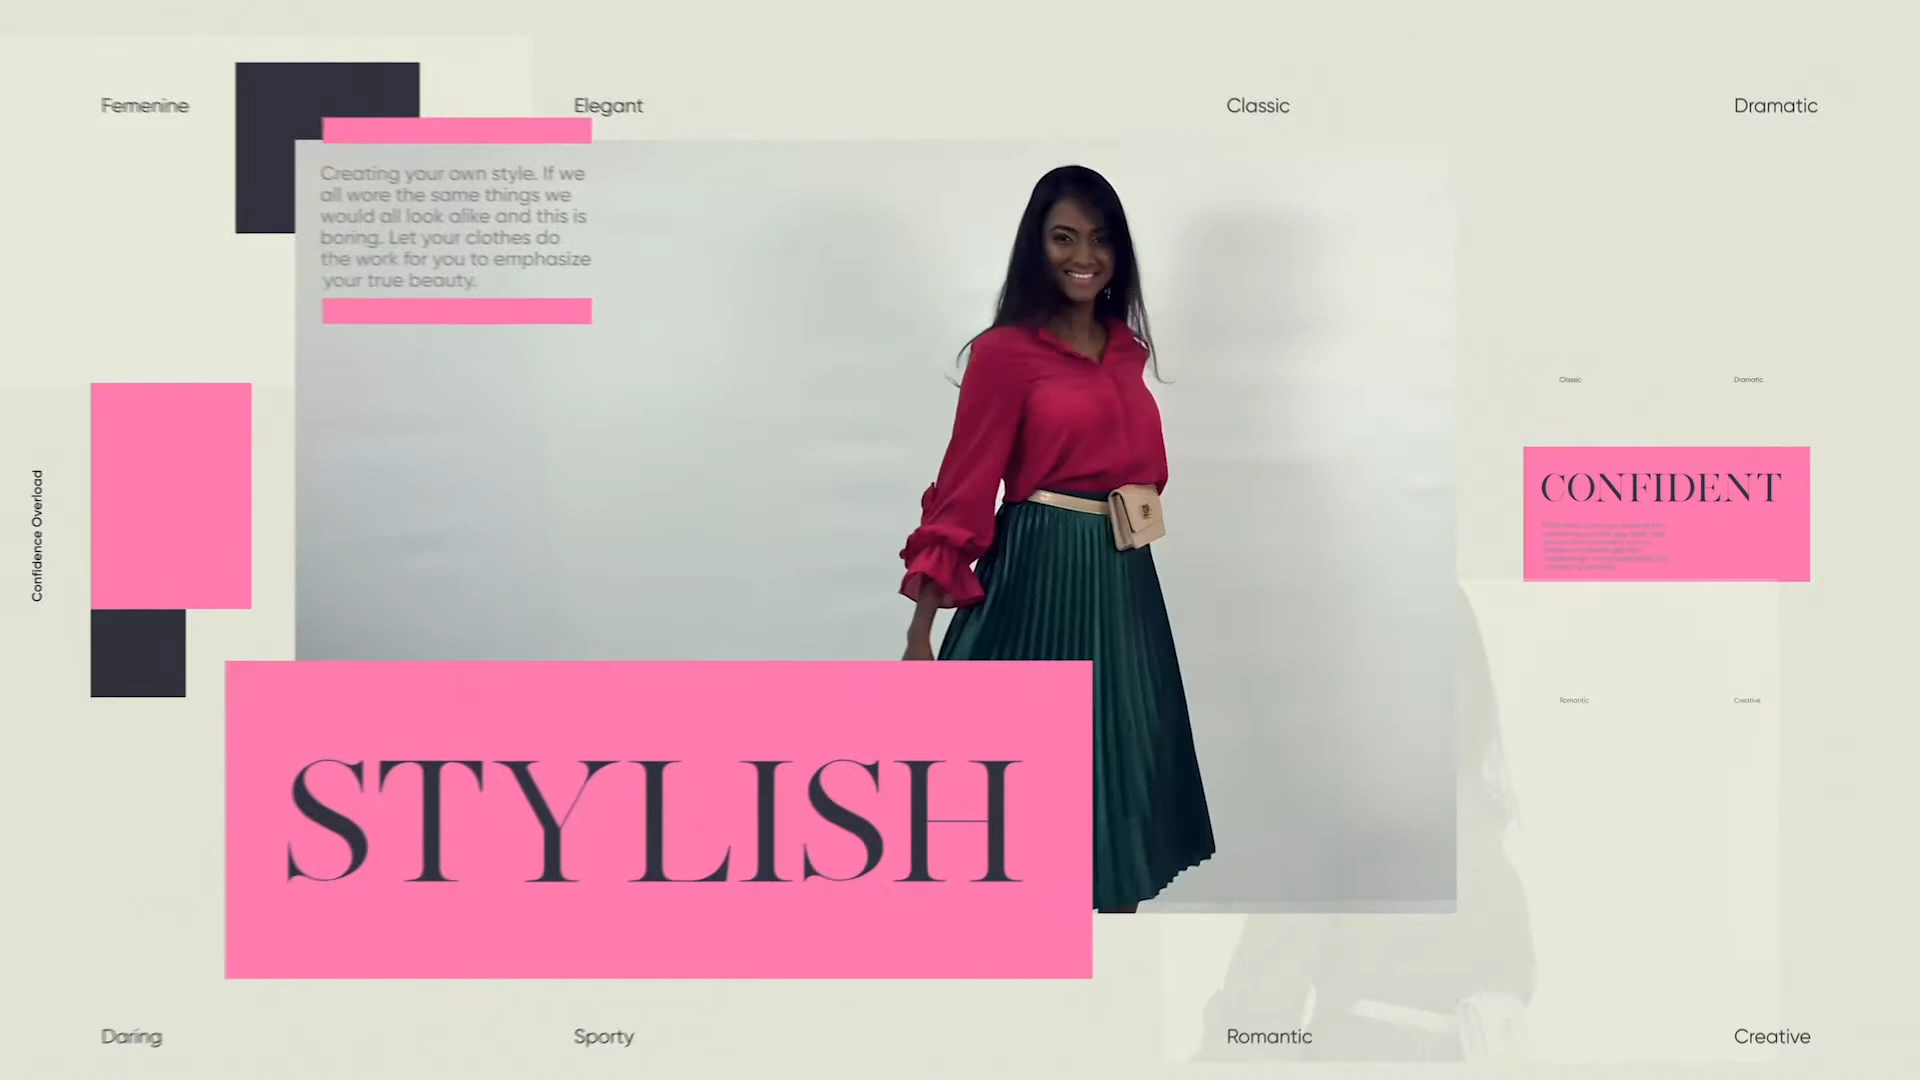 Femenine
Elegant
Classic
Dramatic
Creating your own style. If we
all wore the same things we
would all look alike and this is
boring. Let your clothes do
the work for you to emphasize
your true beauty.
Classic
Dramatic
Confidence Overload
CONFIDENT
Romantic
Creative
STYLISH
Daring
Sporty
Romantic
Creative